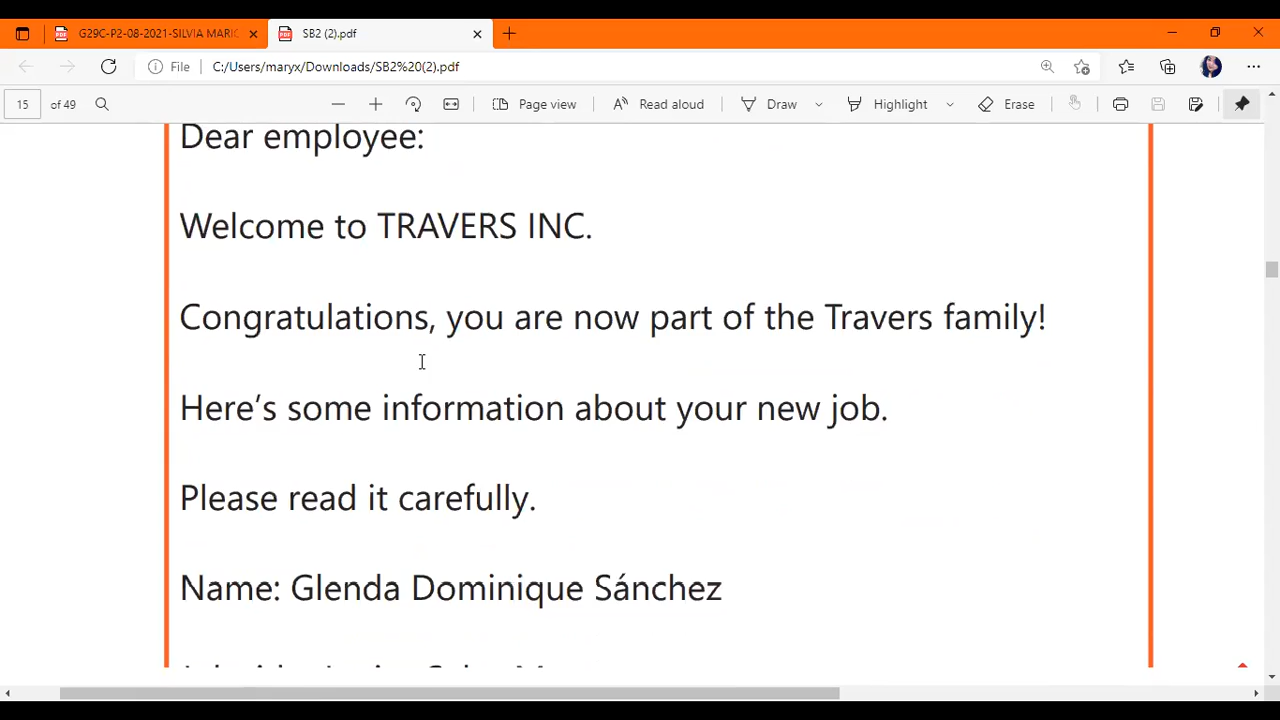 G29C-P2-08-2021-SILVIA MARI
SB2 (2).pdf
File
C:/Users/maryx/Downloads/SB2%20(2).pdf
15 of 49
Page view
Read aloud
Draw
Highlight
Erase
Dear employee:
Welcome to TRAVERS INC.
Congratulations, you are now part of the Travers family!
Here’s some information about your new job.
Please read it carefully.
Name: Glenda Dominique Sánchez